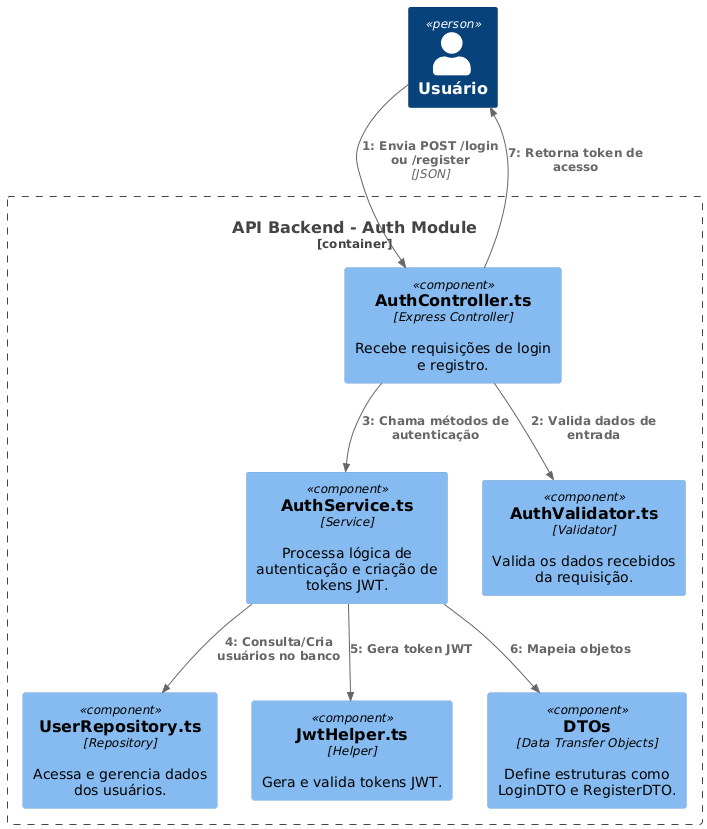 «person»
Usuário
1: Envia POST /login
ou /register
[JSON]
7: Retorna token de
acesso
API Backend - Auth Module
[container]
«component»
AuthController.ts
[Express Controller]
Recebe requisições de login
e registro.
3: Chama métodos de
autenticação
2: Valida dados de
entrada
«component»
AuthService.ts
[Service]
Processa lógica de
autenticação e criação de
tokens JWT.
«component»
AuthValidator.ts
[Validator]
Valida os dados recebidos
da requisição.
4: Consulta/Cria
usuários no banco
5: Gera token JWT
6: Mapeia objetos
«component»
UserRepository.ts
[Repository]
Acessa e gerencia dados
dos usuários.
«component»
JwtHelper.ts
[Helper]
Gera e valida tokens JWT.
«component»
DTOs
[Data Transfer Objects]
Define estruturas como
LoginDTO e RegisterDTO.